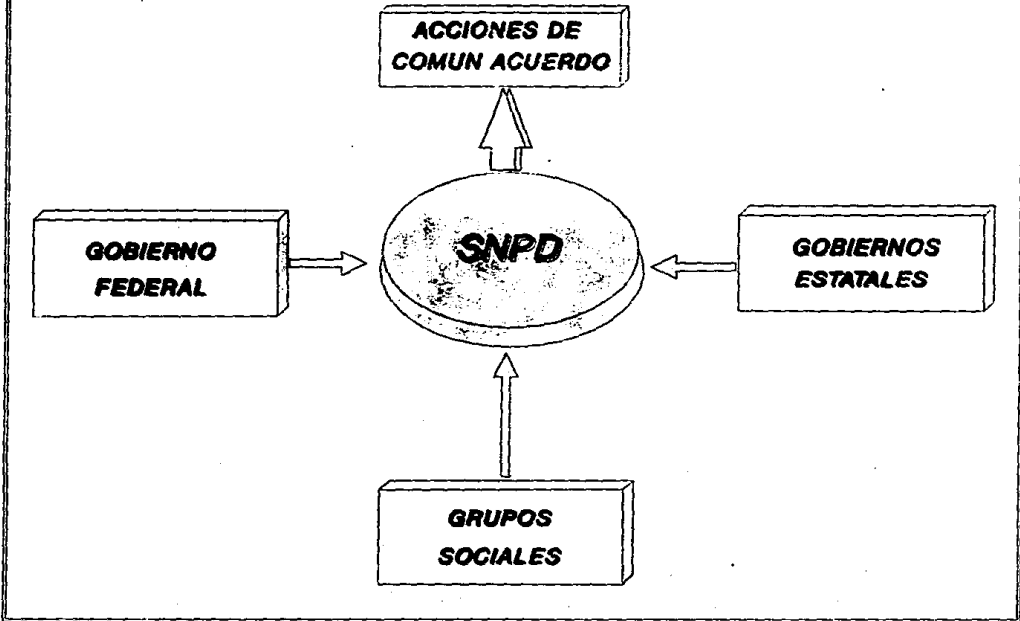 ACCIONES DE
COMUN ACUERDO
SNPD
GOBIERNO
FEDERAL
GOBIERNOS
ESTATALES
GRUPOS
SOCIALES